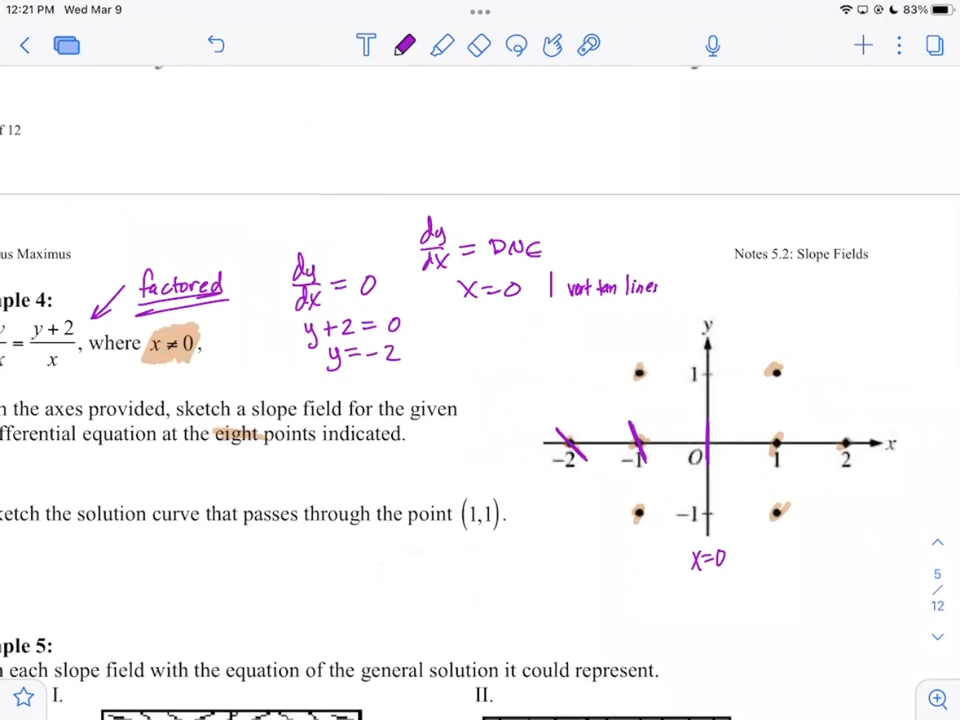 12:21 PM Wed Mar 9
83%
of 12
us Maximus
Notes 5.2: Slope Fields
factored
dy/dx = 0
y+2 = 0
y = -2
dy/dx = DNE
x=0 | vert tan lines
ple 4:
= y + 2 / x, where x ≠ 0,
n the axes provided, sketch a slope field for the given
fferential equation at the eight points indicated.
ketch the solution curve that passes through the point (1,1).
y
1
-2 -1 O 1 2 x
-1
x=0
5
/
12
ple 5:
each slope field with the equation of the general solution it could represent.
I. II.